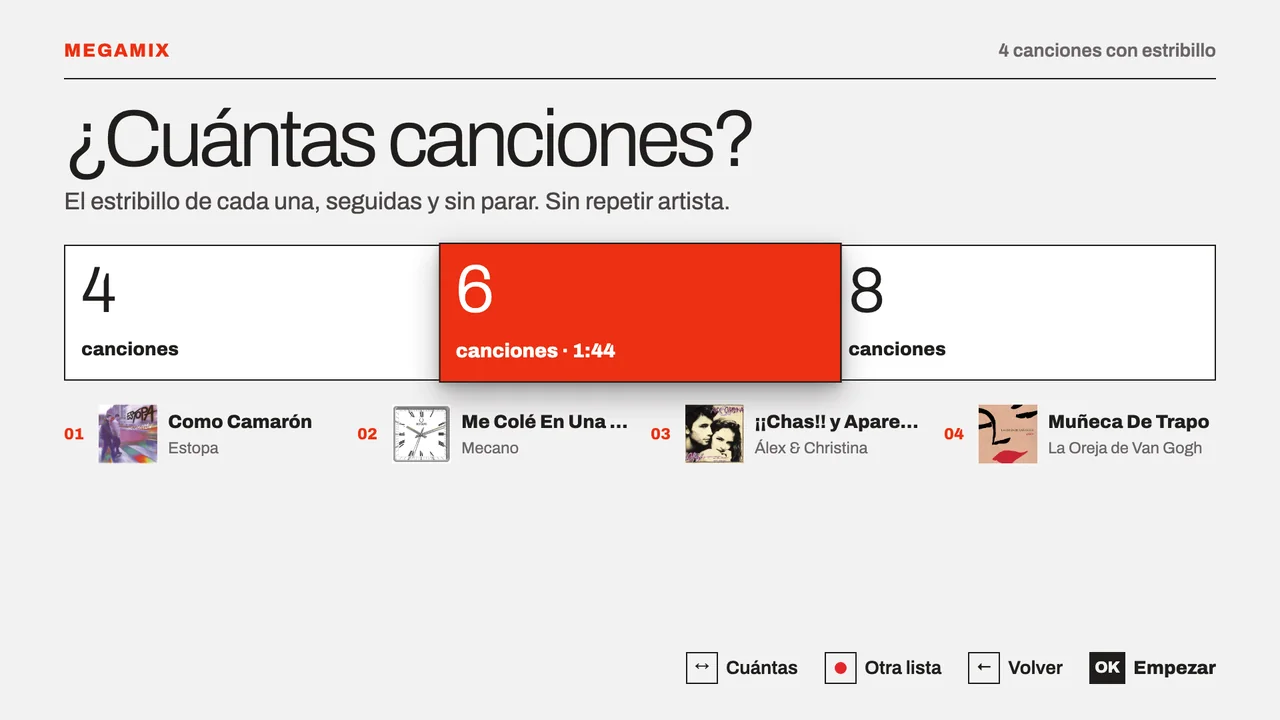 MEGAMIX
4 canciones con estribillo
¿Cuántas canciones?
El estribillo de cada una, seguidas y sin parar. Sin repetir artista.
4
canciones
6
canciones · 1:44
8
canciones
01
Como Camarón
Estopa
02
Me Colé En Una ...
Mecano
03
¡¡Chas!! y Apare...
Álex & Christina
04
Muñeca De Trapo
La Oreja de Van Gogh
↔ Cuántas
Otra lista
← Volver
OK Empezar